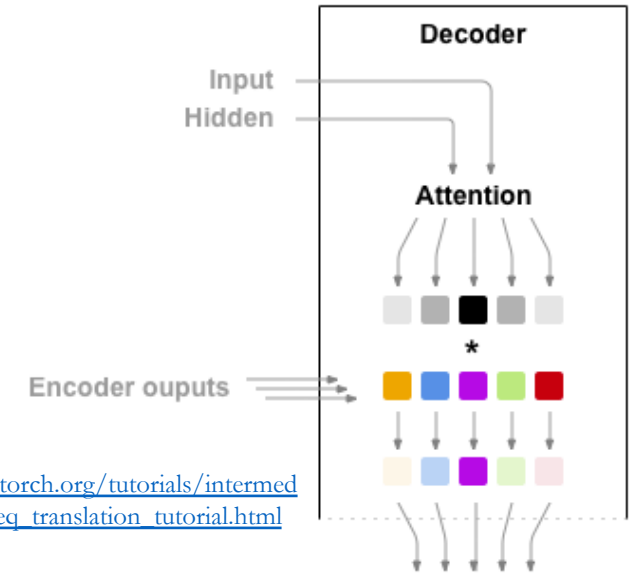 Decoder
Input
Hidden
Attention
*
Encoder ouputs
torch.org/tutorials/intermed
eq_translation_tutorial.html